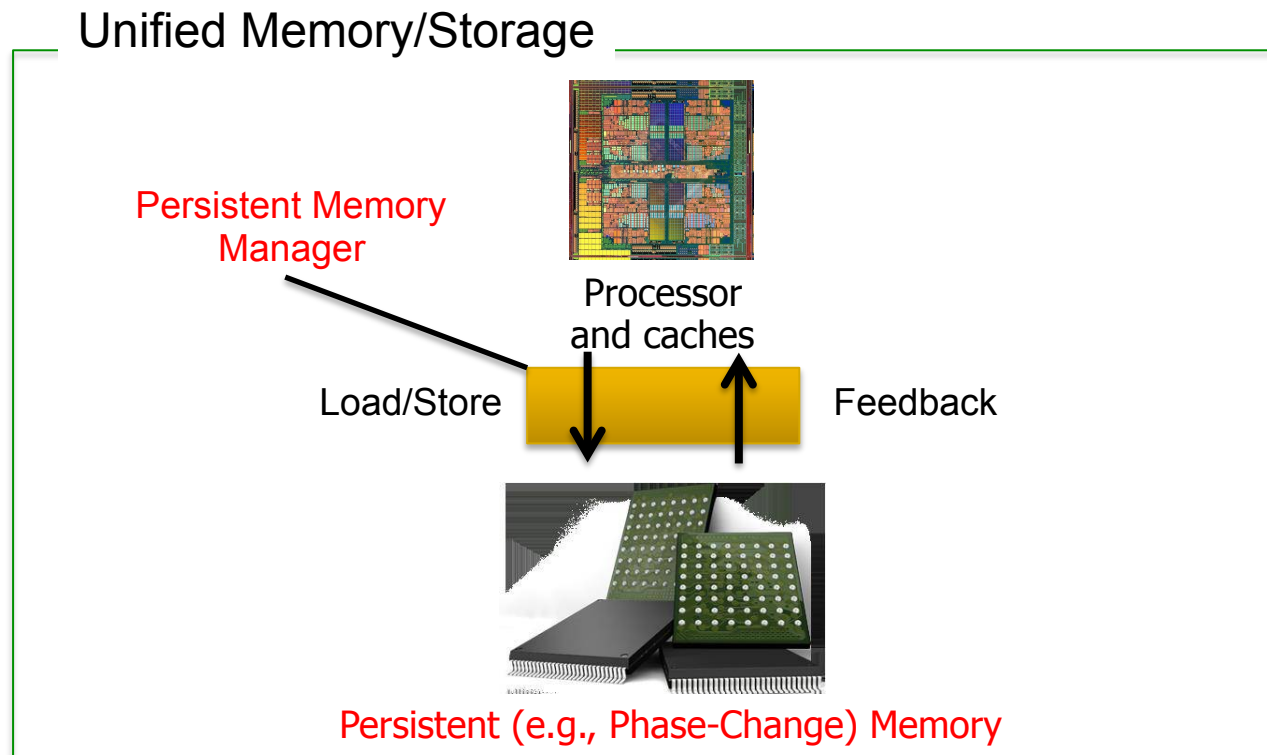 Unified Memory/Storage
Persistent Memory
Manager
Processor
and caches
Load/Store
Feedback
Persistent (e.g., Phase-Change) Memory